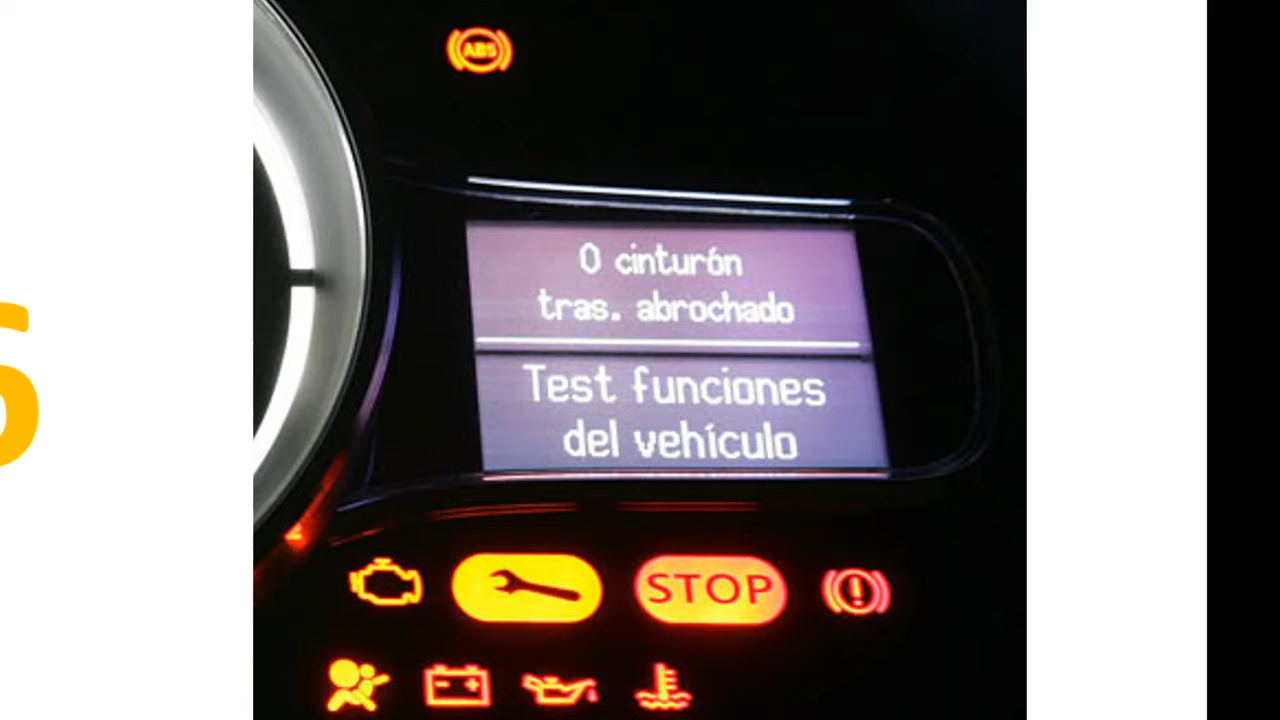 ABS
0 cinturón
tras. abrochado
Test funciones
del vehículo
STOP